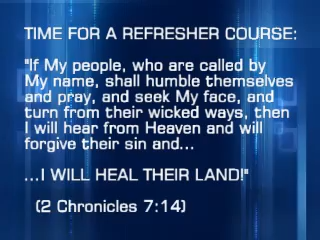 TIME FOR A REFRESHER COURSE:
"If My people, who are called by
My name, shall humble themselves
and pray, and seek My face, and
turn from their wicked ways, then
I will hear from Heaven and will
forgive their sin and...
...I WILL HEAL THEIR LAND!"
(2 Chronicles 7:14)